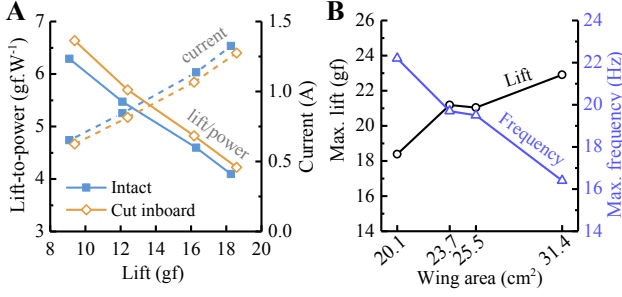 A
Lift-to-power (gf.W⁻¹)
7
6
5
4
3
current
lift/power
Intact
Cut inboard
1.5
1.0
0.5
0.0
Current (A)
8 10 12 14 16 18 20
Lift (gf)
B
Max. lift (gf)
26
24
22
20
18
16
14
Lift
Frequency
24
22
20
18
16
14
12
Max. frequency (Hz)
20.1 23.7 25.5 31.4
Wing area (cm²)